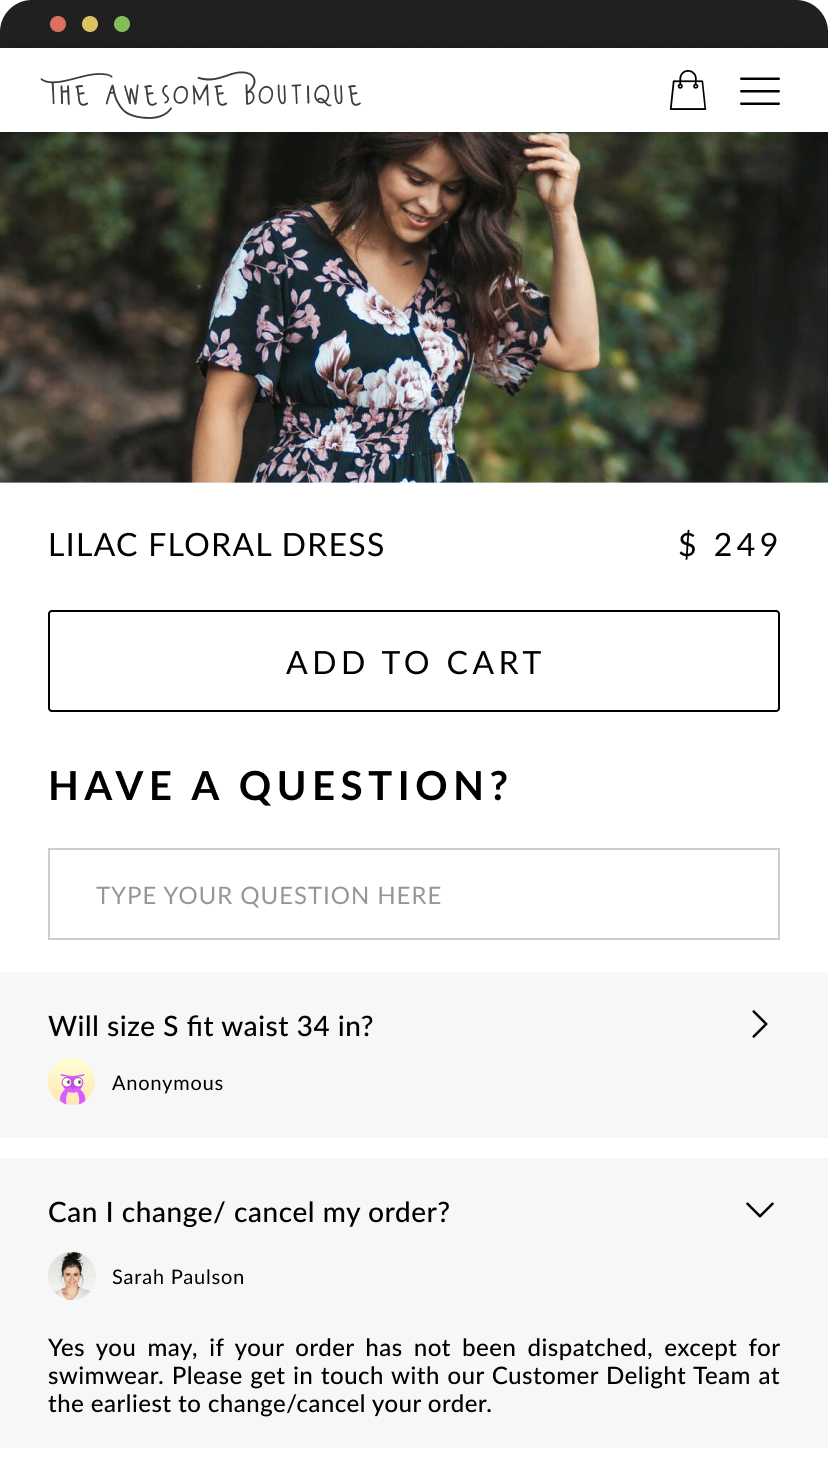 THE AWESOME BOUTIQUE
LILAC FLORAL DRESS $ 249
ADD TO CART
HAVE A QUESTION?
TYPE YOUR QUESTION HERE
Will size S fit waist 34 in?
Anonymous
Can I change/ cancel my order?
Sarah Paulson
Yes you may, if your order has not been dispatched, except for
swimwear. Please get in touch with our Customer Delight Team at
the earliest to change/cancel your order.